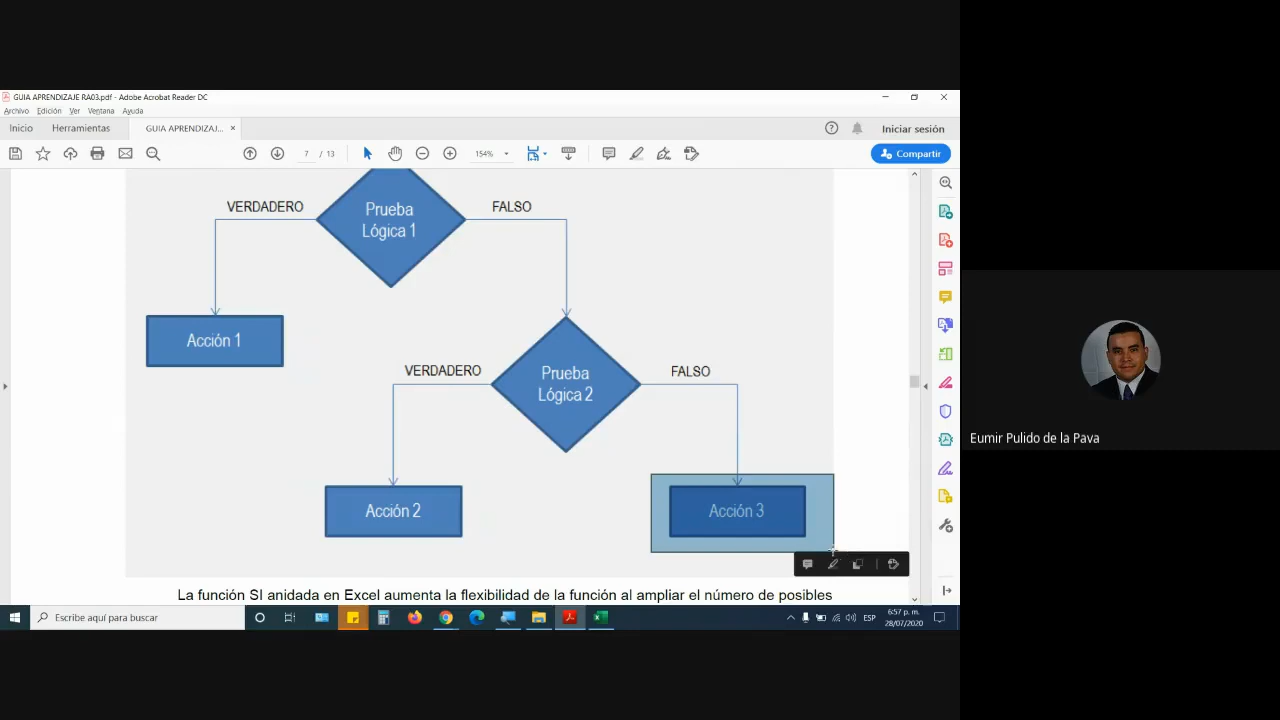 GUIA APRENDIZAJE RA03.pdf - Adobe Acrobat Reader DC
Archivo Edición Ver Ventana Ayuda
Inicio Herramientas GUIA APRENDIZAJ... × Iniciar sesión
7 / 13 154% Compartir
VERDADERO FALSO
Prueba
Lógica 1
Acción 1
VERDADERO FALSO
Prueba
Lógica 2
Acción 2 Acción 3
La función SI anidada en Excel aumenta la flexibilidad de la función al ampliar el número de posibles
Escribe aquí para buscar
ESP
6:57 p. m.
28/07/2020
Eumir Pulido de la Pava